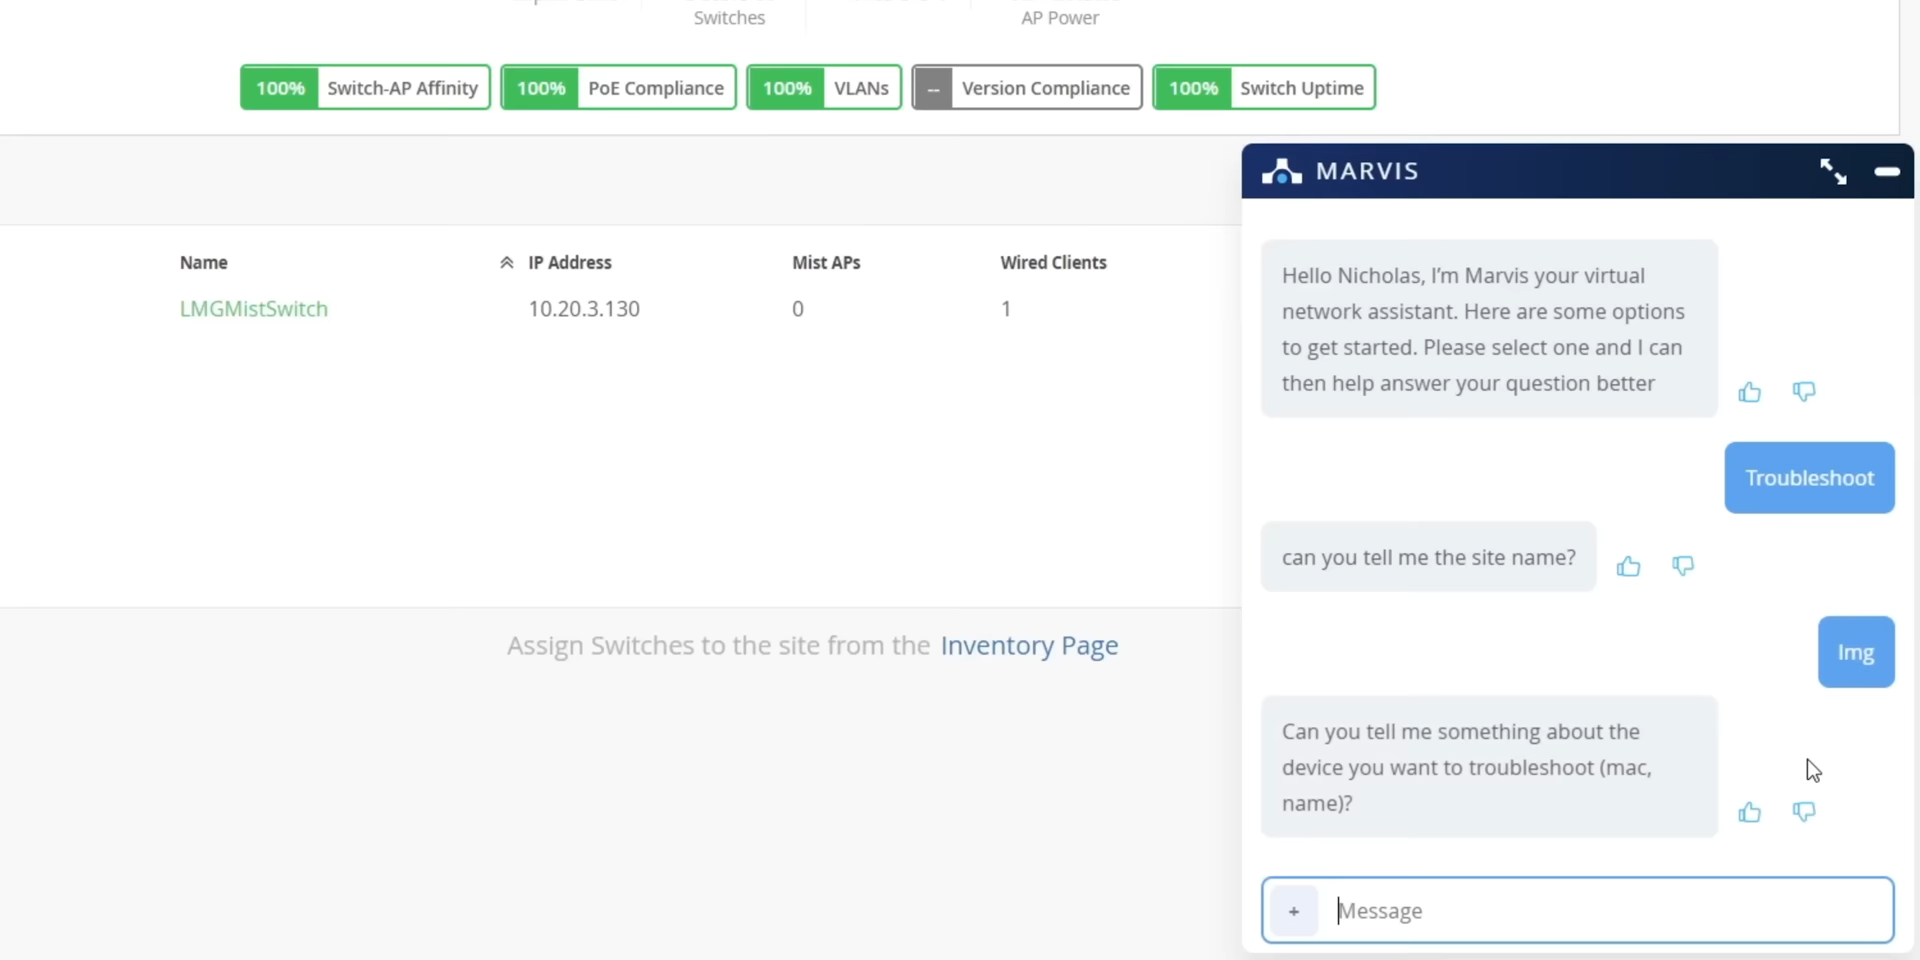 Switches
AP Power
100% Switch-AP Affinity
100% PoE Compliance
100% VLANs
-- Version Compliance
100% Switch Uptime
Name
IP Address
Mist APs
Wired Clients
LMGMistSwitch
10.20.3.130
0
1
Assign Switches to the site from the Inventory Page
MARVIS
Hello Nicholas, I’m Marvis your virtual
network assistant. Here are some options
to get started. Please select one and I can
then help answer your question better
Troubleshoot
can you tell me the site name?
lmg
Can you tell me something about the
device you want to troubleshoot (mac,
name)?
+ Message